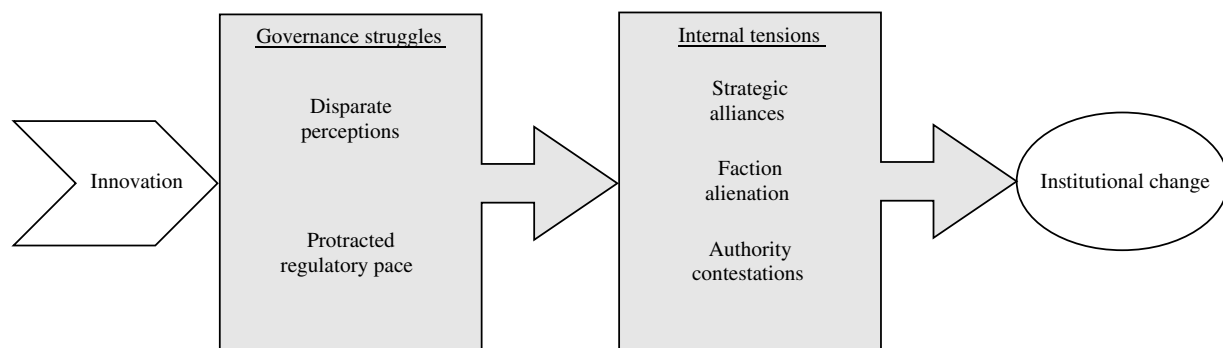 Innovation
Governance struggles
Disparate
perceptions
Protracted
regulatory pace
Internal tensions
Strategic
alliances
Faction
alienation
Authority
contestations
Institutional change